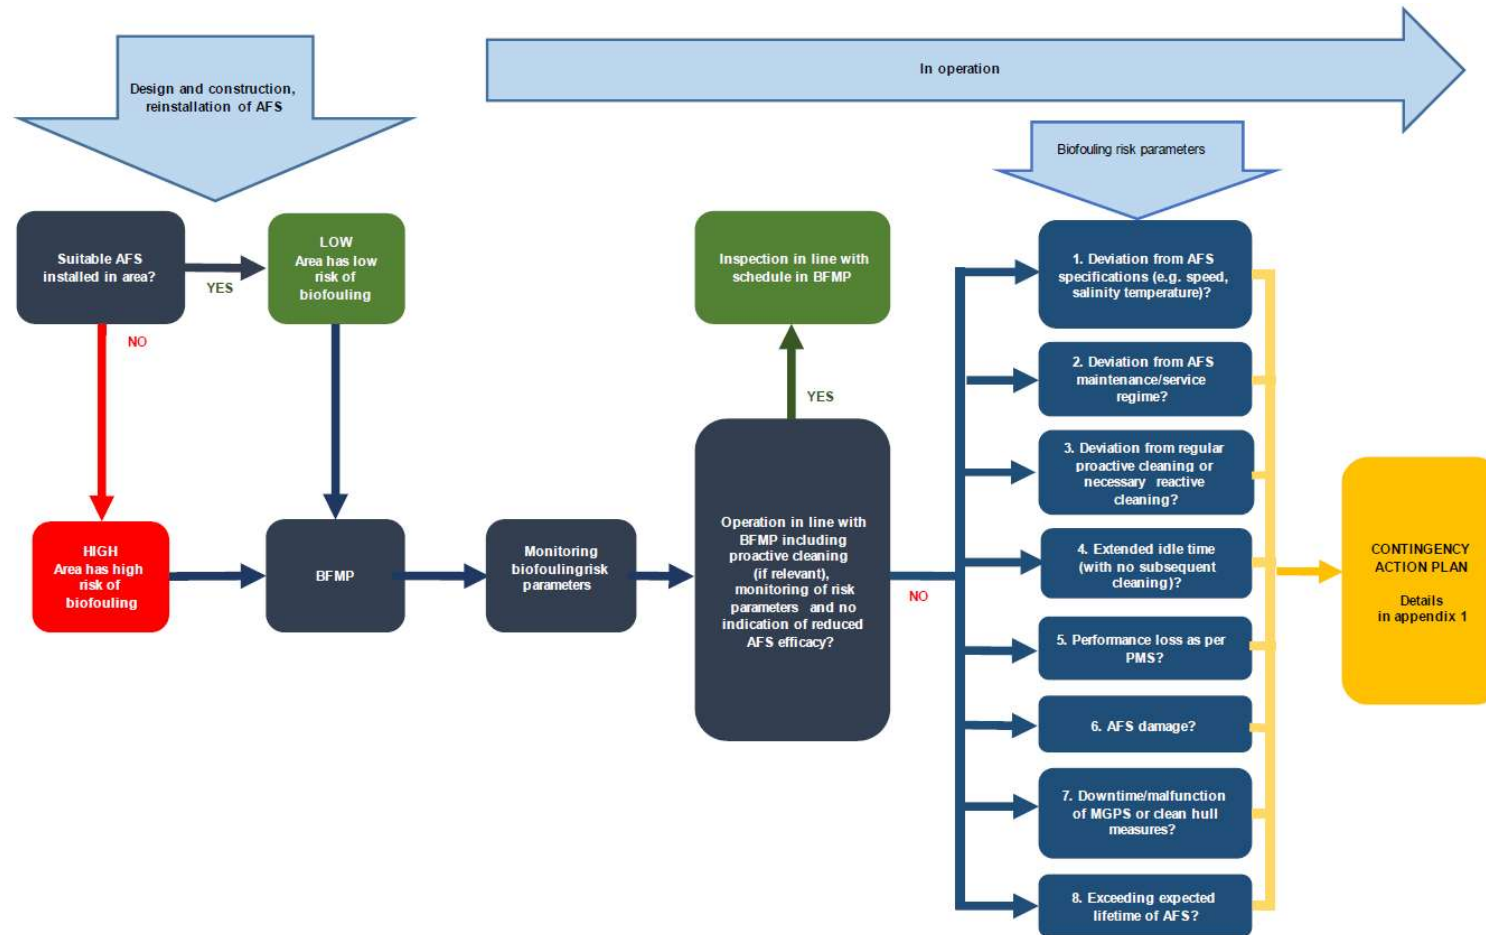 Design and construction,
reinstallation of AFS
In operation
Biofouling risk parameters
Suitable AFS
installed in area?
YES
NO
LOW
Area has low
risk of
biofouling
HIGH
Area has high
risk of
biofouling
BFMP
Monitoring
biofouling risk
parameters
Inspection in line with
schedule in BFMP
YES
Operation in line with
BFMP including
proactive cleaning
(if relevant),
monitoring of risk
parameters and no
indication of reduced
AFS efficacy?
NO
1. Deviation from AFS
specifications (e.g. speed,
salinity temperature)?
2. Deviation from AFS
maintenance/service
regime?
3. Deviation from regular
proactive cleaning or
necessary reactive
cleaning?
4. Extended idle time
(with no subsequent
cleaning)?
5. Performance loss as per
PMS?
6. AFS damage?
7. Downtime/malfunction
of MGPS or clean hull
measures?
8. Exceeding expected
lifetime of AFS?
CONTINGENCY
ACTION PLAN
Details
in appendix 1